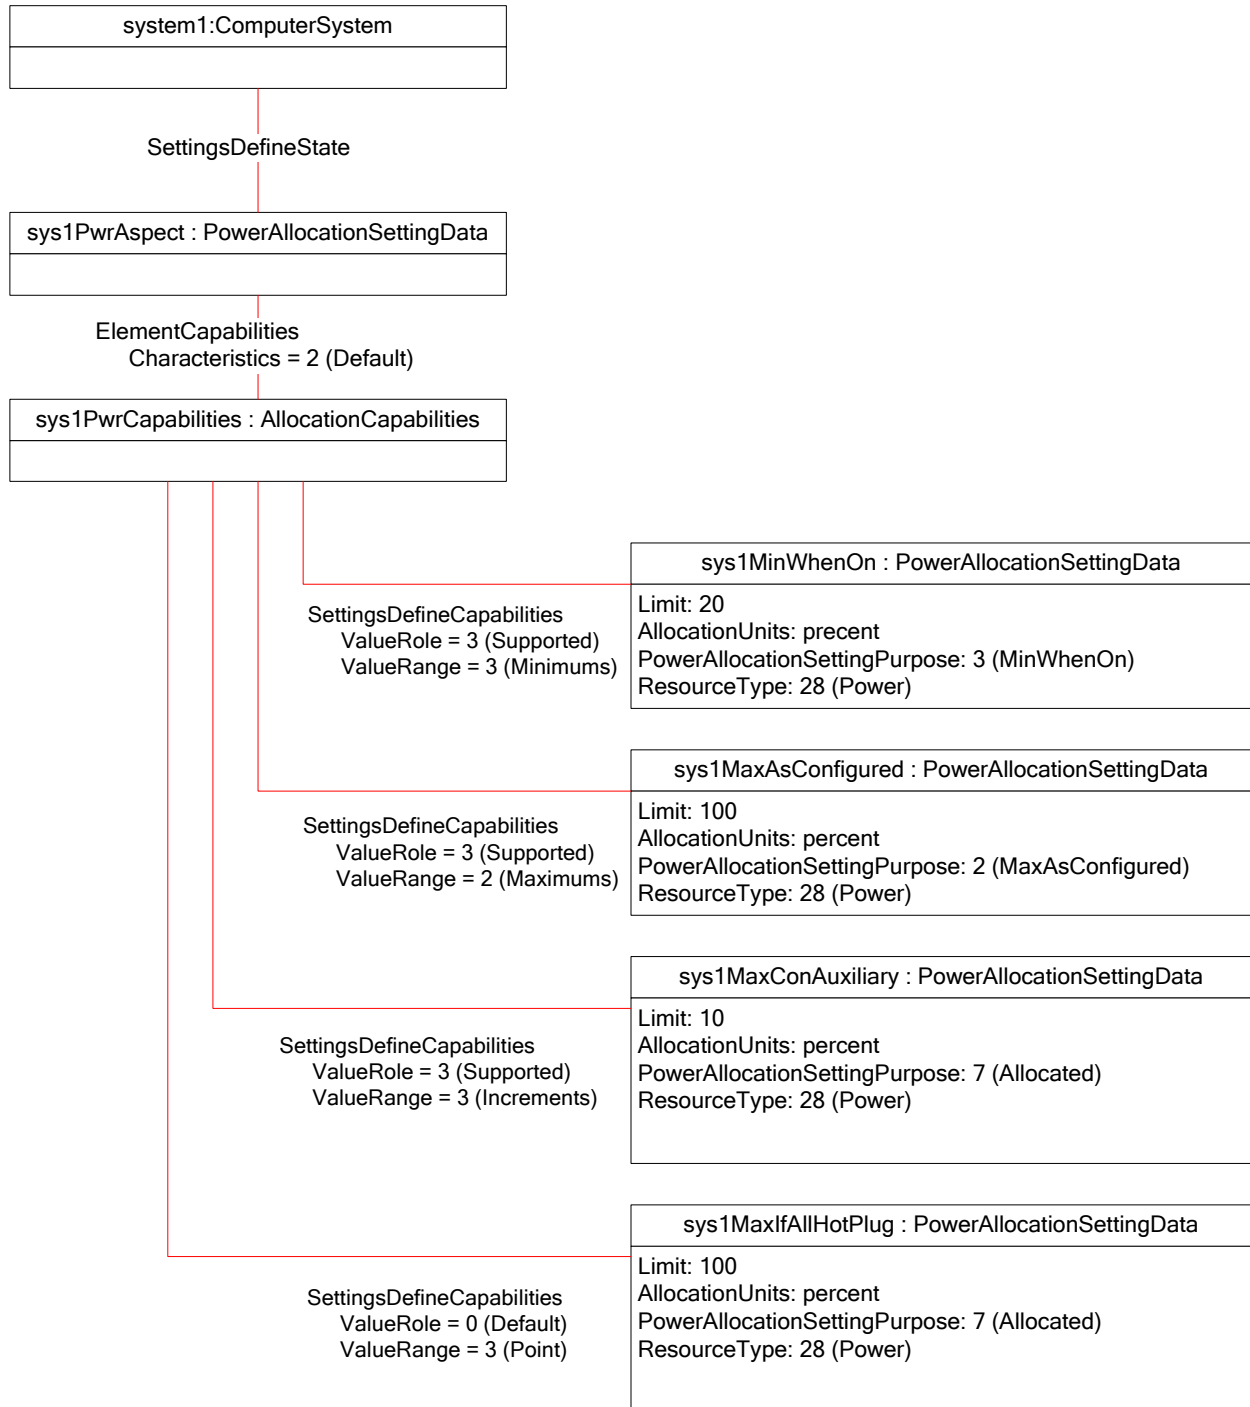 system1:ComputerSystem
SettingsDefineState
sys1PwrAspect : PowerAllocationSettingData
ElementCapabilities
Characteristics = 2 (Default)
sys1PwrCapabilities : AllocationCapabilities
sys1MinWhenOn : PowerAllocationSettingData
SettingsDefineCapabilities
ValueRole = 3 (Supported)
ValueRange = 3 (Minimums)
Limit: 20
AllocationUnits: precent
PowerAllocationSettingPurpose: 3 (MinWhenOn)
ResourceType: 28 (Power)
sys1MaxAsConfigured : PowerAllocationSettingData
SettingsDefineCapabilities
ValueRole = 3 (Supported)
ValueRange = 2 (Maximums)
Limit: 100
AllocationUnits: percent
PowerAllocationSettingPurpose: 2 (MaxAsConfigured)
ResourceType: 28 (Power)
sys1MaxConAuxiliary : PowerAllocationSettingData
SettingsDefineCapabilities
ValueRole = 3 (Supported)
ValueRange = 3 (Increments)
Limit: 10
AllocationUnits: percent
PowerAllocationSettingPurpose: 7 (Allocated)
ResourceType: 28 (Power)
sys1MaxIfAllHotPlug : PowerAllocationSettingData
SettingsDefineCapabilities
ValueRole = 0 (Default)
ValueRange = 3 (Point)
Limit: 100
AllocationUnits: percent
PowerAllocationSettingPurpose: 7 (Allocated)
ResourceType: 28 (Power)